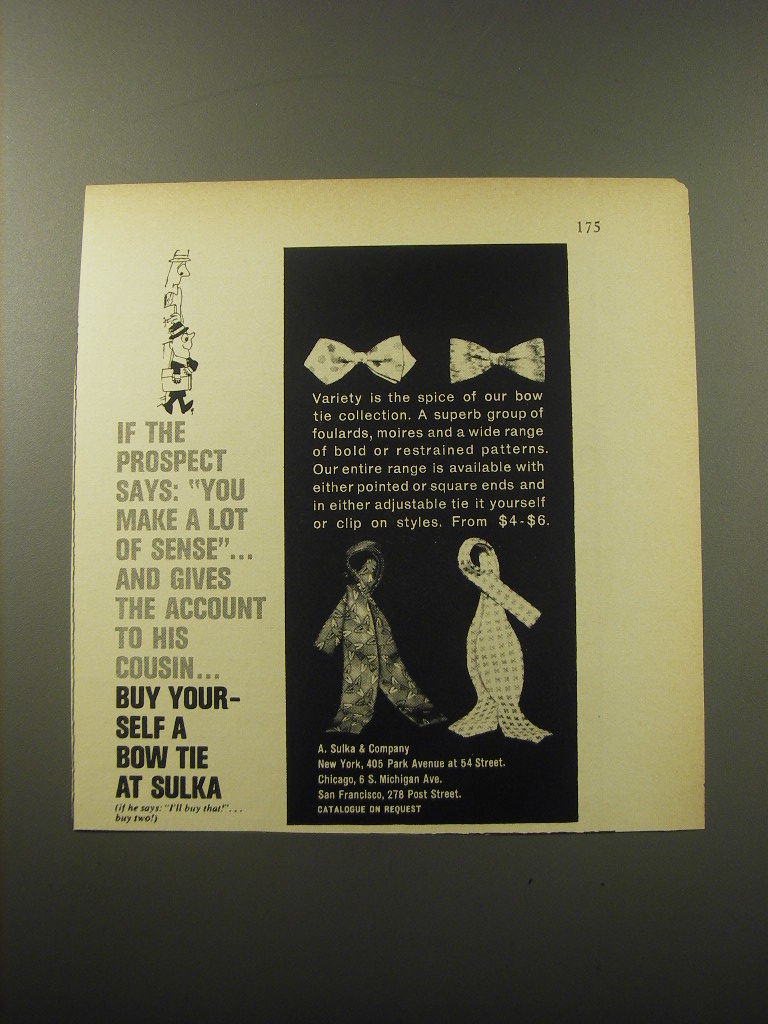 175
IF THE
PROSPECT
SAYS: "YOU
MAKE A LOT
OF SENSE"...
AND GIVES
THE ACCOUNT
TO HIS
COUSIN...
BUY YOUR-
SELF A
BOW TIE
AT SULKA
(if he says: "I'll buy that!"...
buy two!)
Variety is the spice of our bow
tie collection. A superb group of
foulards, moires and a wide range
of bold or restrained patterns.
Our entire range is available with
either pointed or square ends and
in either adjustable tie it yourself
or clip on styles. From $4-$6.
A. Sulka & Company
New York, 405 Park Avenue at 54 Street.
Chicago, 6 S. Michigan Ave.
San Francisco, 278 Post Street.
CATALOGUE ON REQUEST